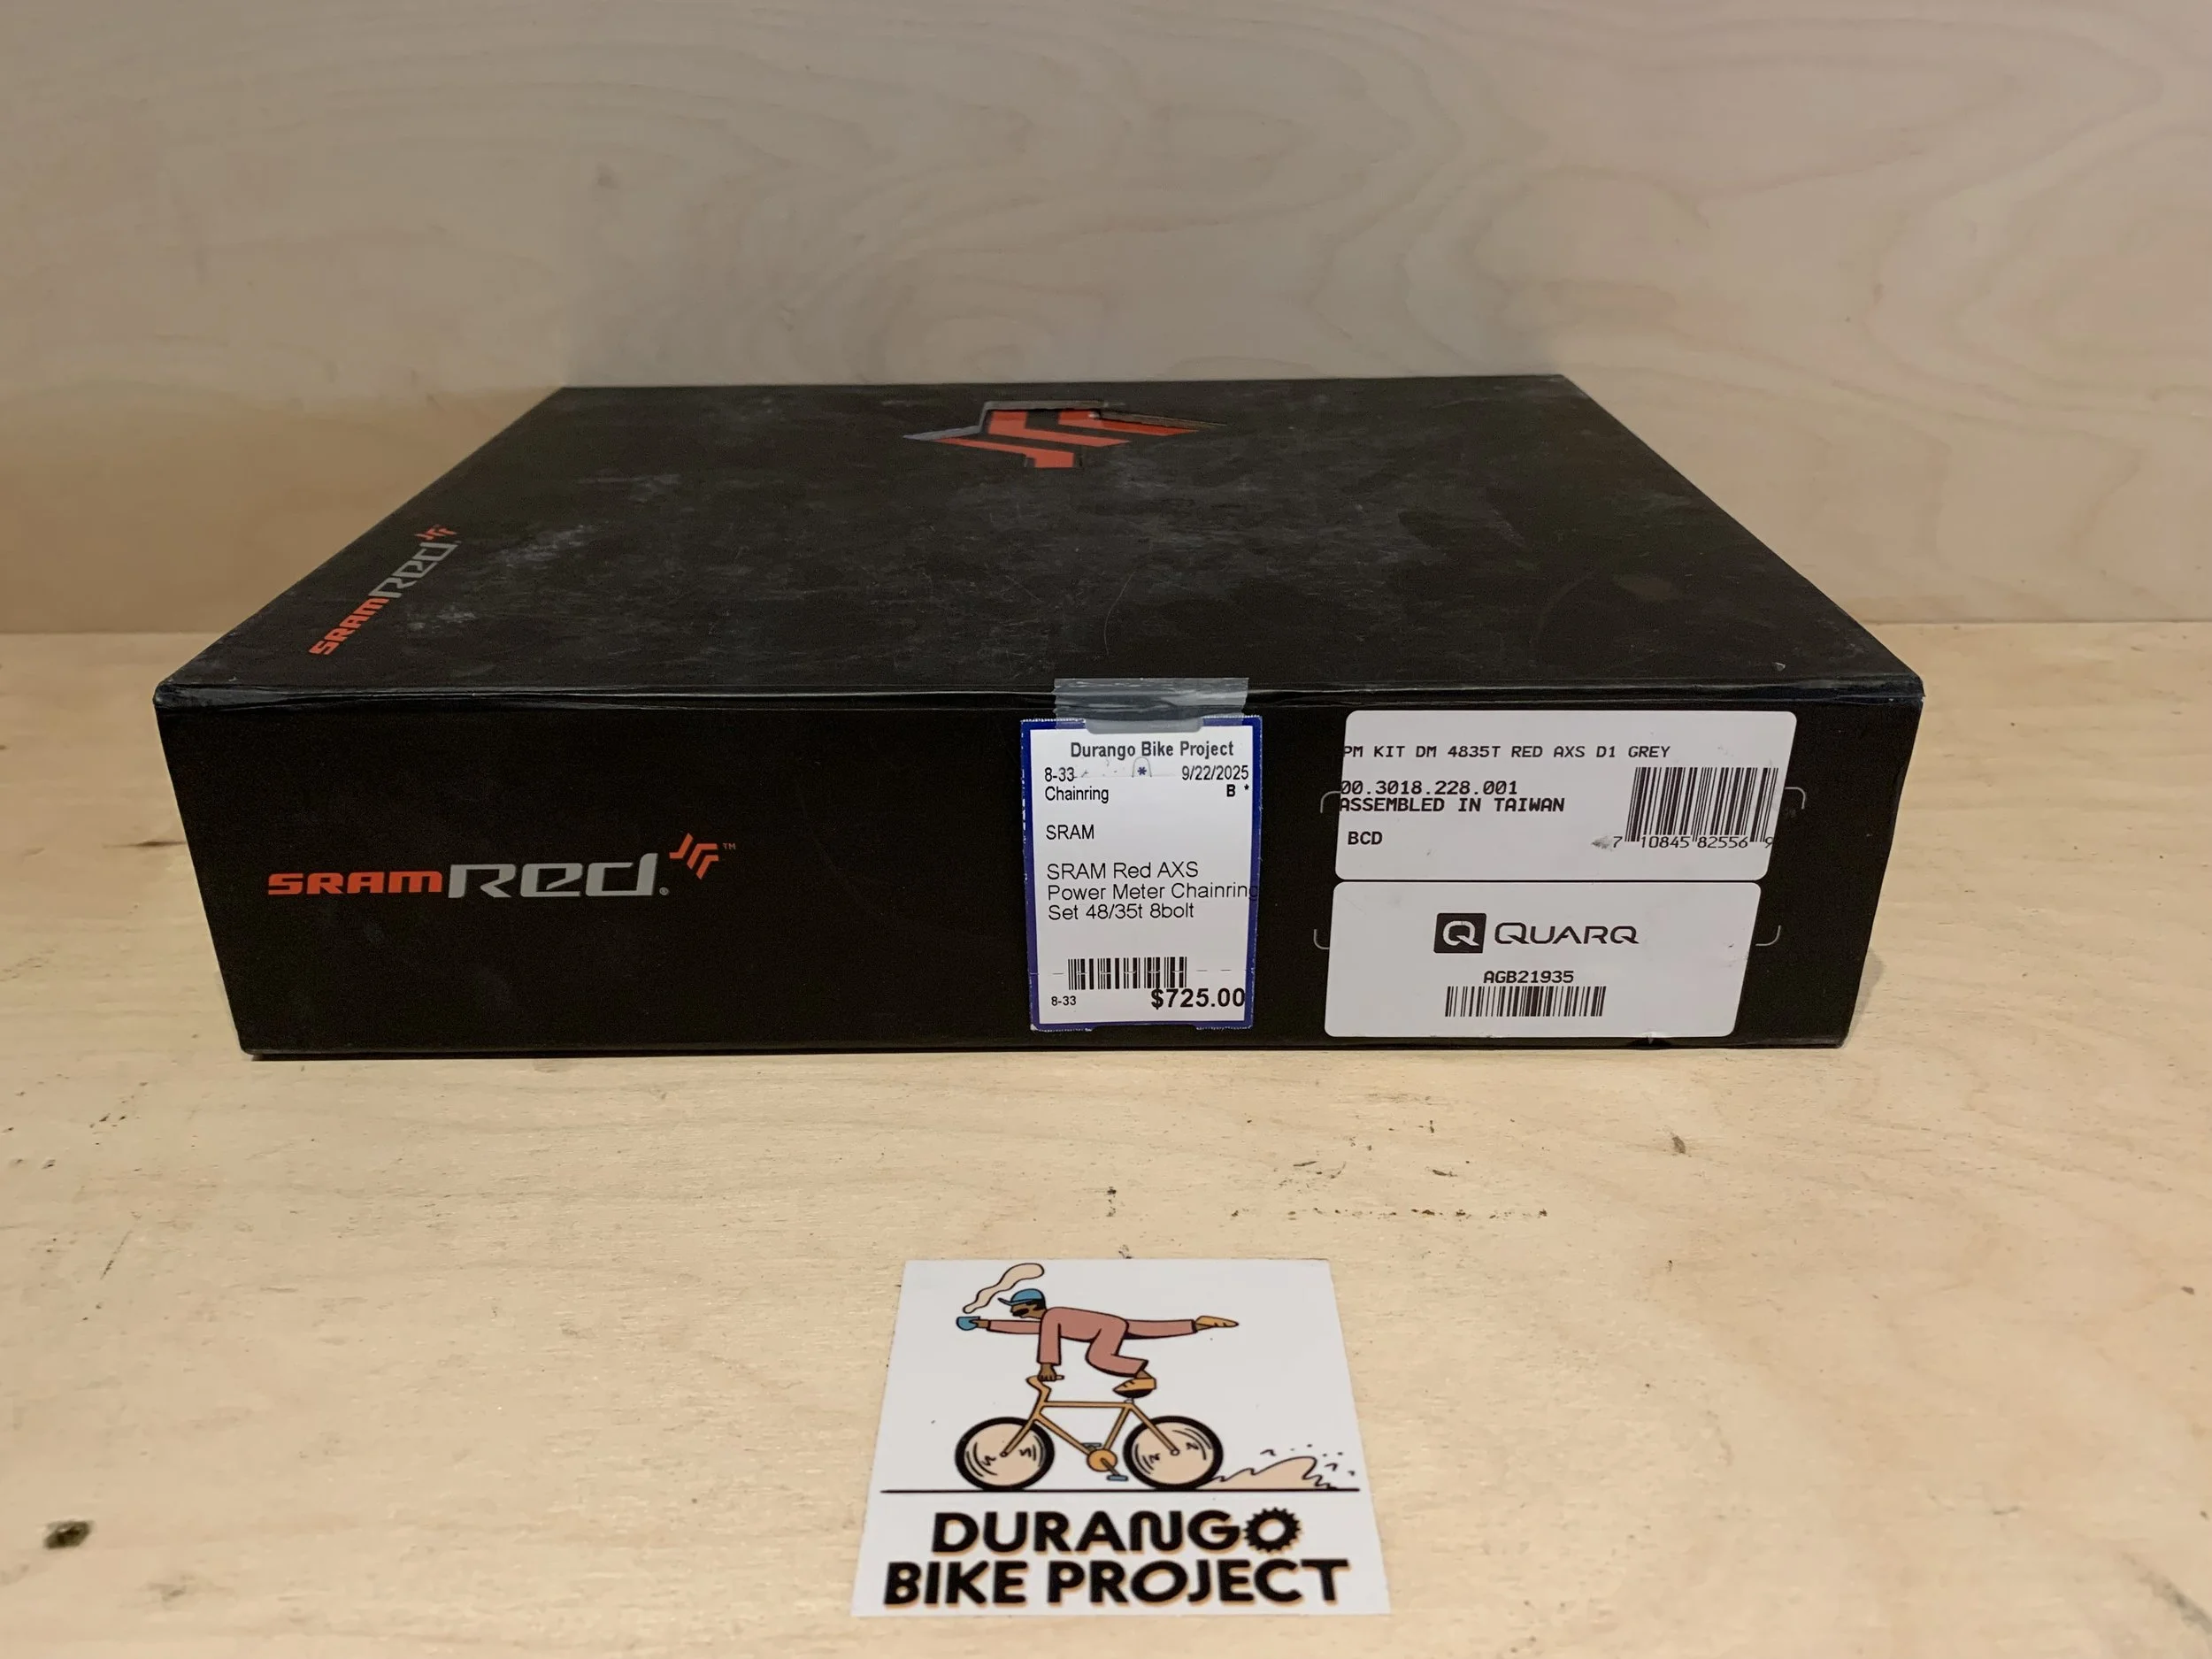 SRAM RED
SRAM RED®™
Durango Bike Project
8-33 * 9/22/2025
Chainring B *
SRAM
SRAM Red AXS
Power Meter Chainring
Set 48/35t 8bolt
8-33 $725.00
PM KIT DM 4835T RED AXS D1 GREY
00.3018.228.001
ASSEMBLED IN TAIWAN
BCD
7 10845 82556 9
Q QUARQ
AGB21935
DURANGO
BIKE PROJECT